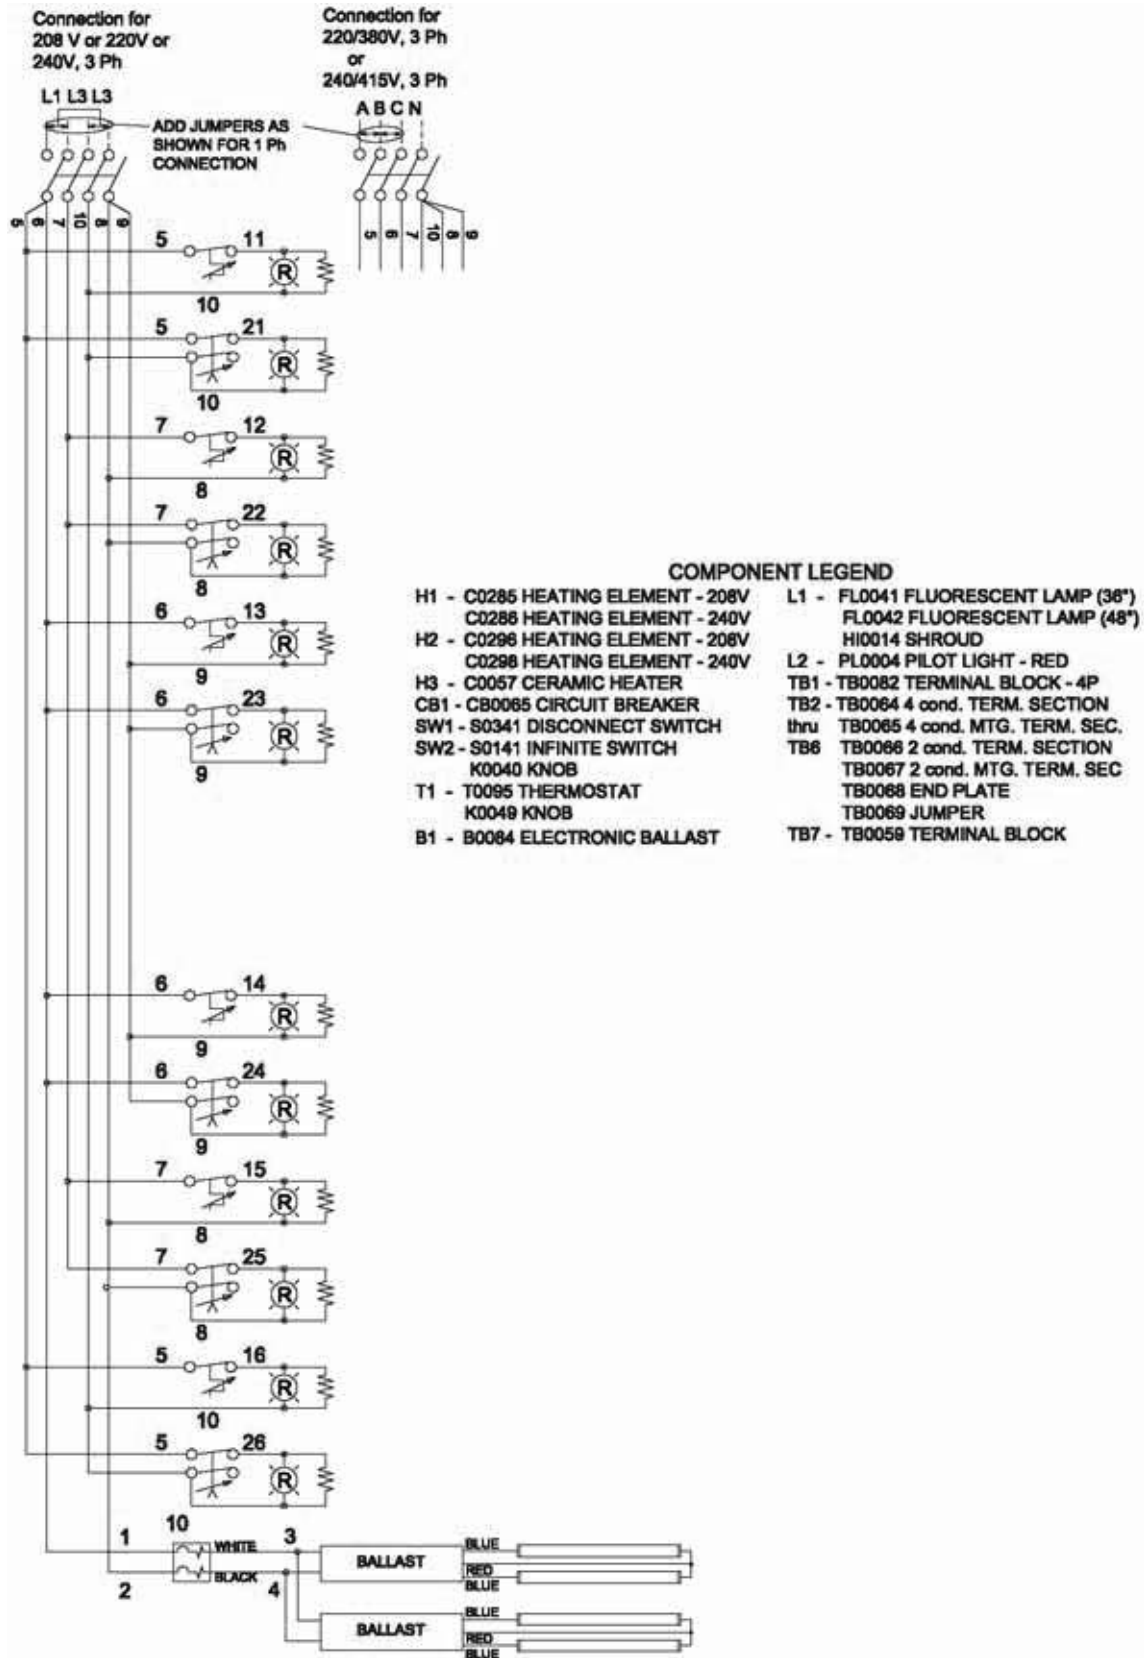 Connection for
208 V or 220V or
240V, 3 Ph
Connection for
220/380V, 3 Ph
or
240/415V, 3 Ph
L1 L3 L3
A B C N
ADD JUMPERS AS
SHOWN FOR 1 Ph
CONNECTION
5 6 7 10 8 9
5 6 7 10 8 9
5 11
R
10
5 21
R
10
7 12
R
8
7 22
R
8
6 13
R
9
6 23
R
9
COMPONENT LEGEND
H1 - C0285 HEATING ELEMENT - 208V
C0286 HEATING ELEMENT - 240V
H2 - C0296 HEATING ELEMENT - 208V
C0298 HEATING ELEMENT - 240V
H3 - C0057 CERAMIC HEATER
CB1 - CB0065 CIRCUIT BREAKER
SW1 - S0341 DISCONNECT SWITCH
SW2 - S0141 INFINITE SWITCH
K0040 KNOB
T1 - T0095 THERMOSTAT
K0049 KNOB
B1 - B0084 ELECTRONIC BALLAST
L1 - FL0041 FLUORESCENT LAMP (36")
FL0042 FLUORESCENT LAMP (48")
HI0014 SHROUD
L2 - PL0004 PILOT LIGHT - RED
TB1 - TB0082 TERMINAL BLOCK - 4P
TB2 - TB0064 4 cond. TERM. SECTION
thru TB0065 4 cond. MTG. TERM. SEC.
TB6 TB0066 2 cond. TERM. SECTION
TB0067 2 cond. MTG. TERM. SEC
TB0068 END PLATE
TB0069 JUMPER
TB7 - TB0059 TERMINAL BLOCK
6 14
R
9
6 24
R
9
7 15
R
8
7 25
R
8
5 16
R
10
5 26
R
10
1 WHITE 3
2 BLACK 4
BALLAST
BLUE
RED
BLUE
BALLAST
BLUE
RED
BLUE